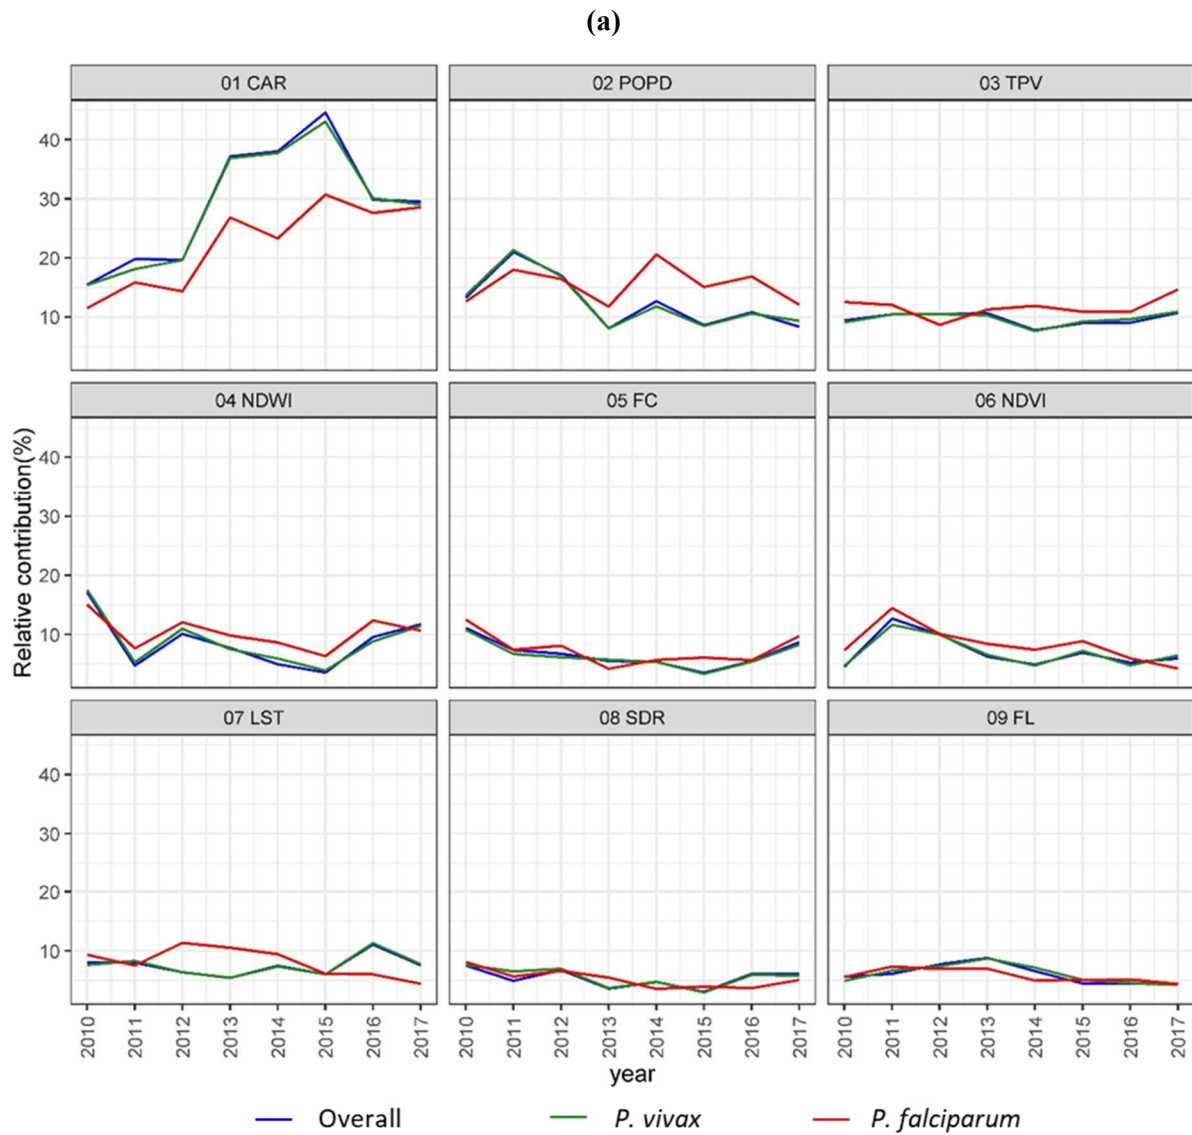 (a)
01 CAR
02 POPD
03 TPV
40
30
20
10
04 NDWI
05 FC
06 NDVI
40
30
20
10
Relative contribution(%)
07 LST
08 SDR
09 FL
40
30
20
10
2010 2011 2012 2013 2014 2015 2016 2017
2010 2011 2012 2013 2014 2015 2016 2017
2010 2011 2012 2013 2014 2015 2016 2017
year
Overall P. vivax P. falciparum